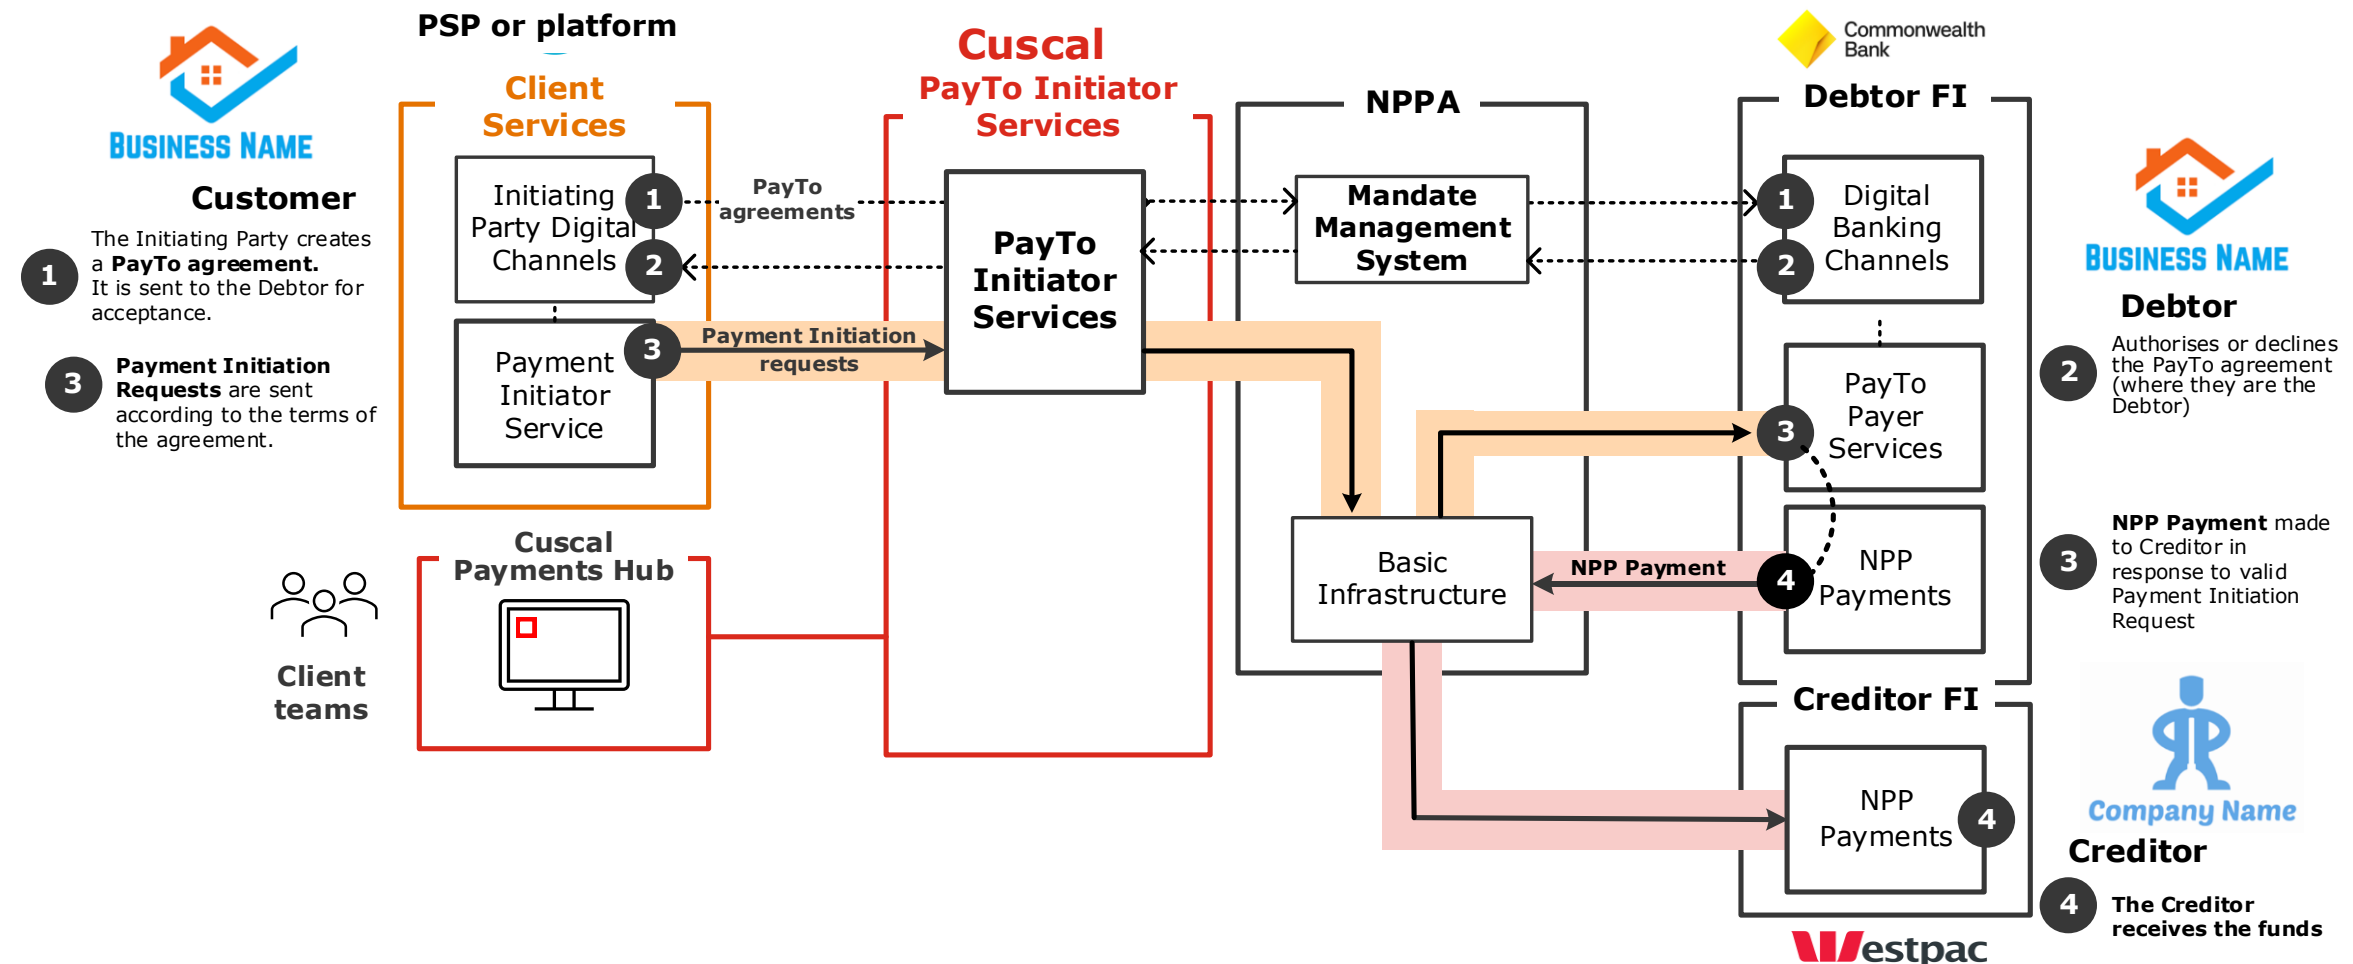 PSP or platform
BUSINESS NAME
Customer
1
The Initiating Party creates
a PayTo agreement.
It is sent to the Debtor for
acceptance.
3
Payment Initiation
Requests are sent
according to the terms of
the agreement.
Client
Services
Initiating
Party Digital
Channels
1
2
Payment
Initiator
Service
3
PayTo
agreements
Payment Initiation
requests
Cuscal
Payments Hub
Client
teams
Cuscal
PayTo Initiator
Services
PayTo
Initiator
Services
NPPA
Mandate
Management
System
Basic
Infrastructure
NPP Payment
Commonwealth
Bank
Debtor FI
1
2
Digital
Banking
Channels
3
PayTo
Payer
Services
4
NPP
Payments
Creditor FI
NPP
Payments
4
Westpac
BUSINESS NAME
Debtor
2
Authorises or declines
the PayTo agreement
(where they are the
Debtor)
3
NPP Payment made
to Creditor in
response to valid
Payment Initiation
Request
Company Name
Creditor
4
The Creditor
receives the funds